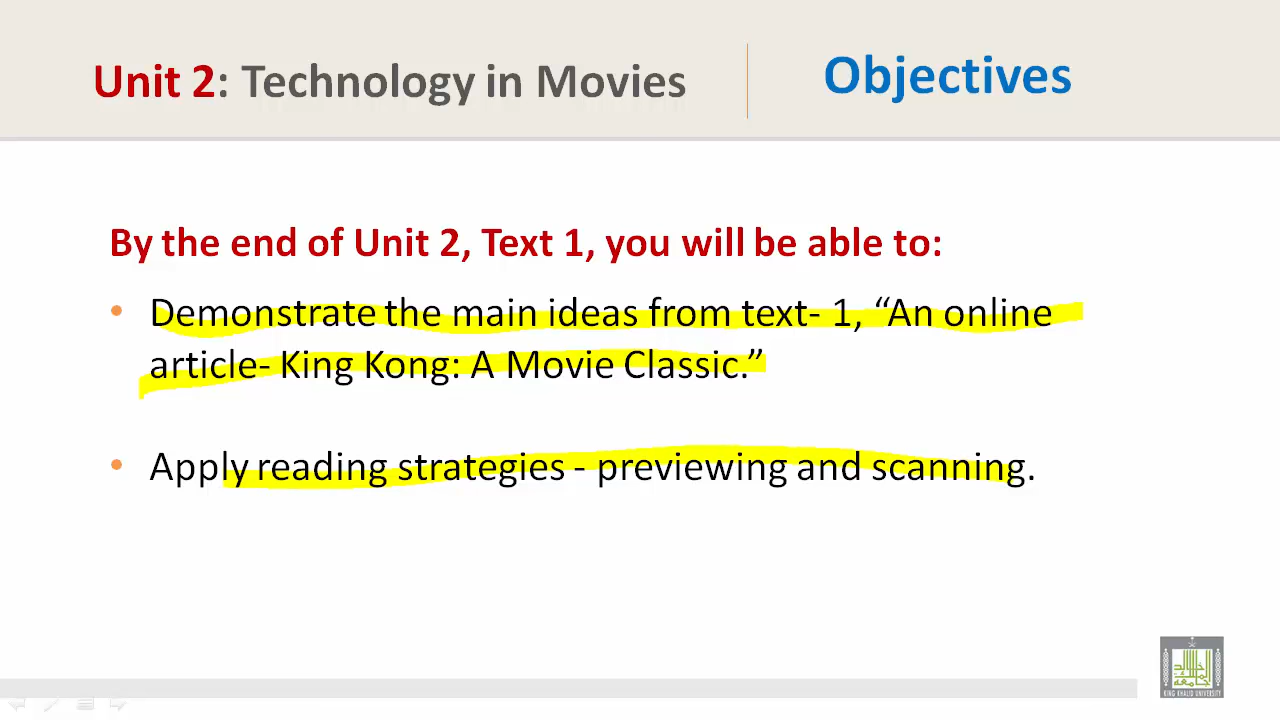 Unit 2: Technology in Movies
Objectives
By the end of Unit 2, Text 1, you will be able to:
• Demonstrate the main ideas from text- 1, “An online
article- King Kong: A Movie Classic.”
• Apply reading strategies - previewing and scanning.
KING KHALID UNIVERSITY